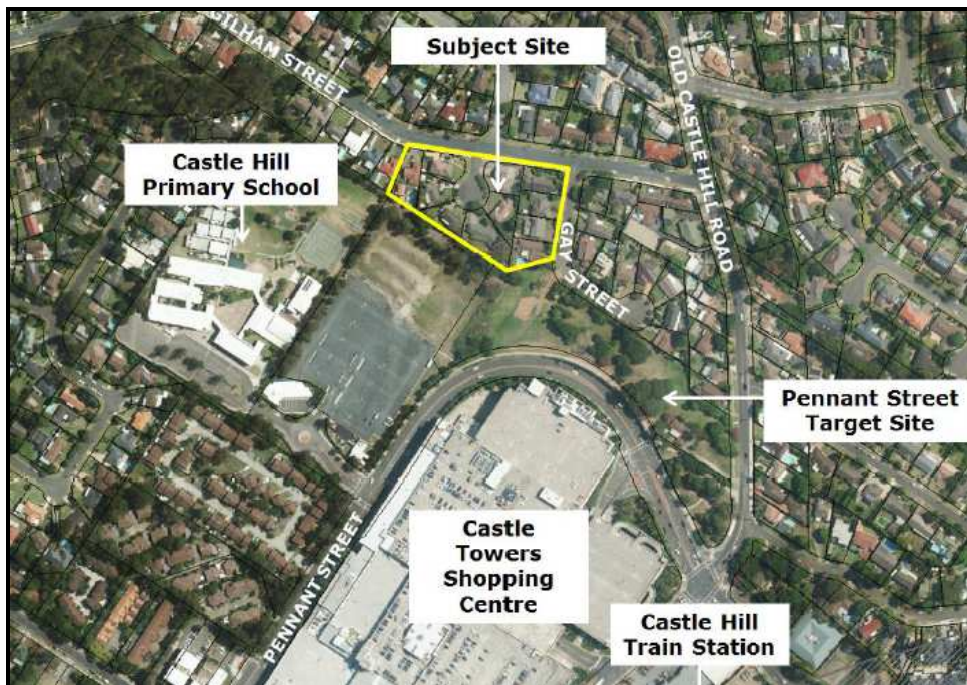 GILHAM STREET
Subject Site
OLD CASTLE HILL ROAD
Castle Hill
Primary School
GAY STREET
Pennant Street
Target Site
PENNANT STREET
Castle
Towers
Shopping
Centre
Castle Hill
Train Station